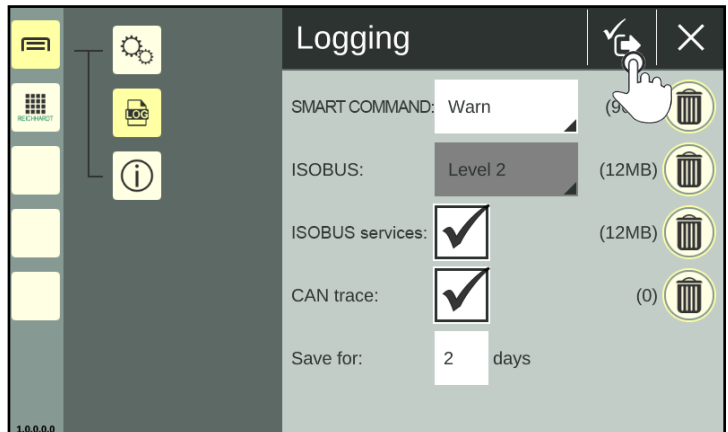 Logging
REICHHARDT
LOG
SMART COMMAND: Warn
ISOBUS: Level 2 (12MB)
ISOBUS services: (12MB)
CAN trace: (0)
Save for: 2 days
1.0.0.0.0